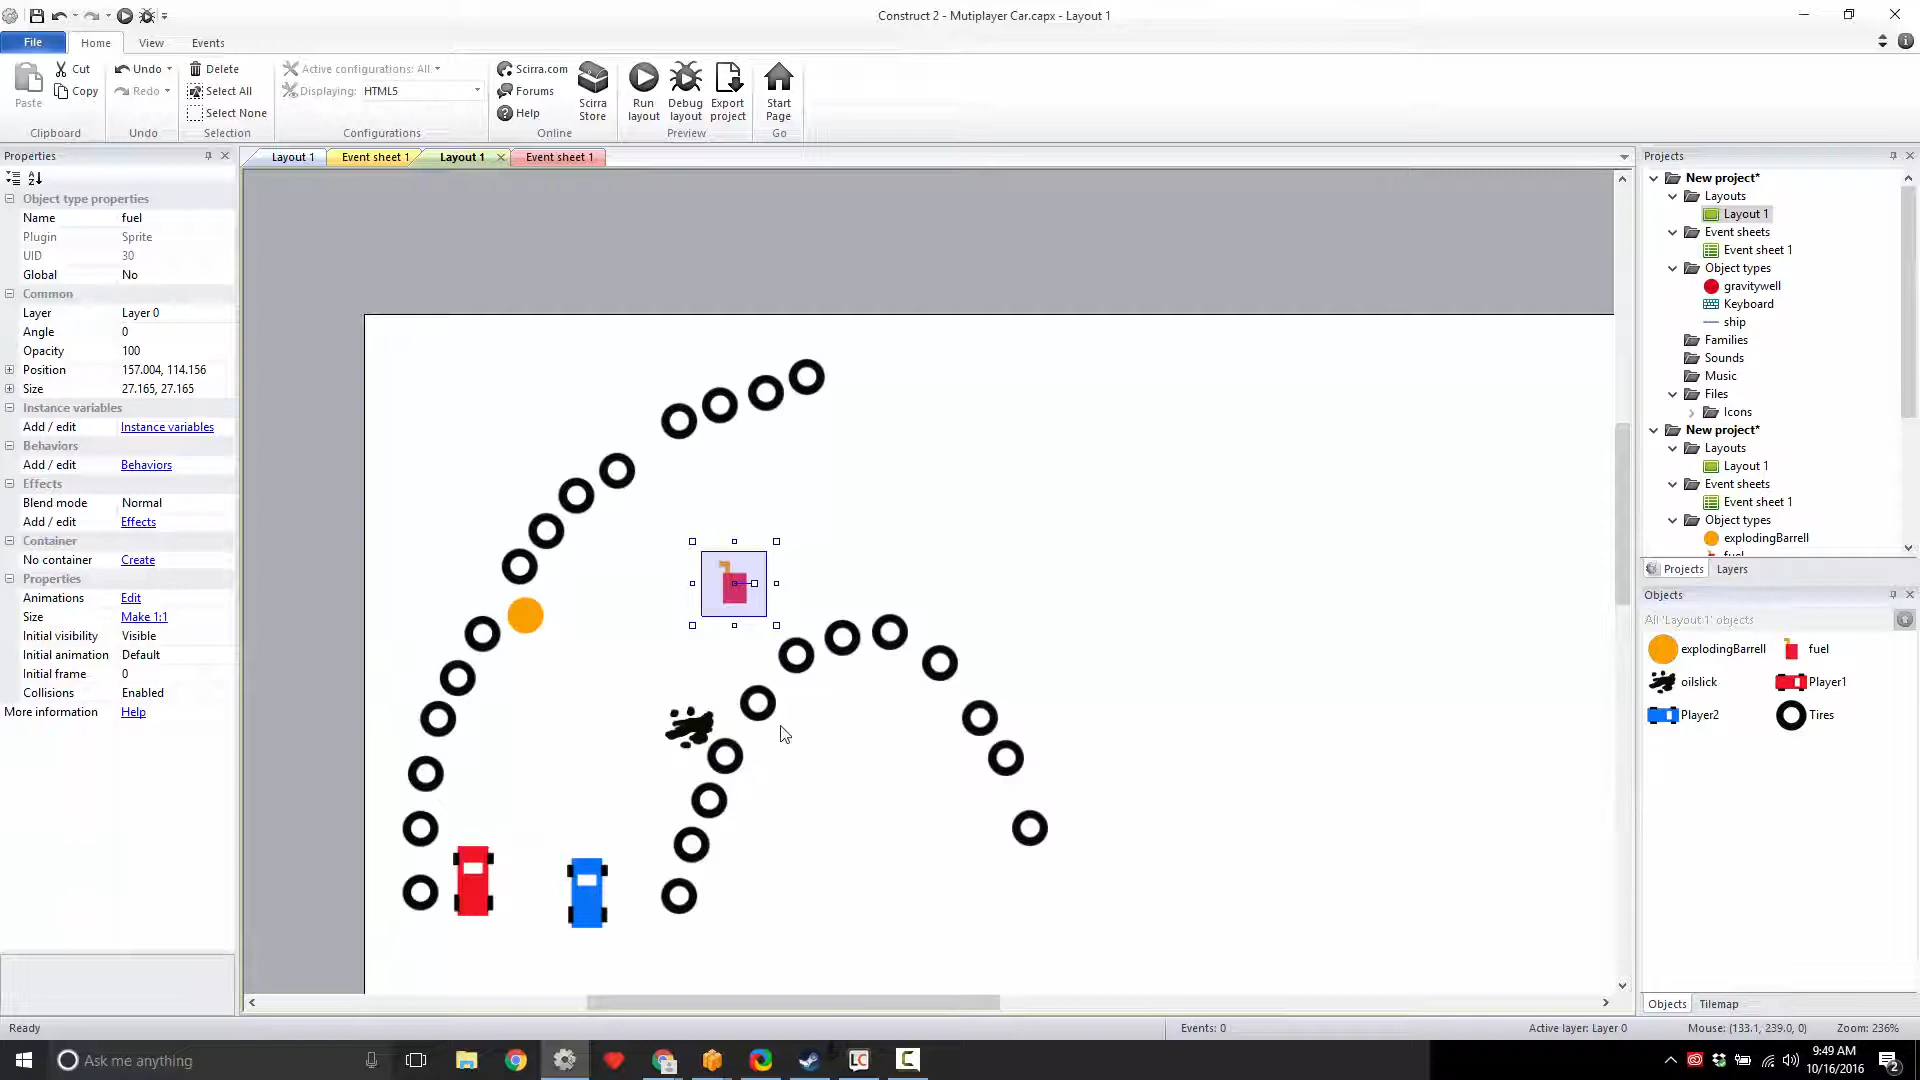 Construct 2 - Mutiplayer Car.capx - Layout 1
File
Home
View
Events
Paste
Cut
Copy
Clipboard
Undo
Redo
Undo
Delete
Select All
Select None
Selection
Active configurations: All
Displaying:
HTML5
Configurations
Scirra.com
Forums
Help
Scirra
Store
Online
Run
layout
Debug
layout
Export
project
Preview
Start
Page
Go
Properties
Layout 1
Event sheet 1
Layout 1
Event sheet 1
Object type properties
Name fuel
Plugin Sprite
UID 30
Global No
Common
Layer Layer 0
Angle 0
Opacity 100
Position 157.004, 114.156
Size 27.165, 27.165
Instance variables
Add / edit Instance variables
Behaviors
Add / edit Behaviors
Effects
Blend mode Normal
Add / edit Effects
Container
No container Create
Properties
Animations Edit
Size Make 1:1
Initial visibility Visible
Initial animation Default
Initial frame 0
Collisions Enabled
More information Help
Projects
New project*
Layouts
Layout 1
Event sheets
Event sheet 1
Object types
gravitywell
Keyboard
ship
Families
Sounds
Music
Files
Icons
New project*
Layouts
Layout 1
Event sheets
Event sheet 1
Object types
explodingBarrell
fuel
Projects
Layers
Objects
All 'Layout 1' objects
explodingBarrell
fuel
oilslick
Player1
Player2
Tires
Objects
Tilemap
Ready
Events: 0
Active layer: Layer 0
Mouse: (133.1, 239.0, 0)
Zoom: 236%
Ask me anything
LC
9:49 AM
10/16/2016
2